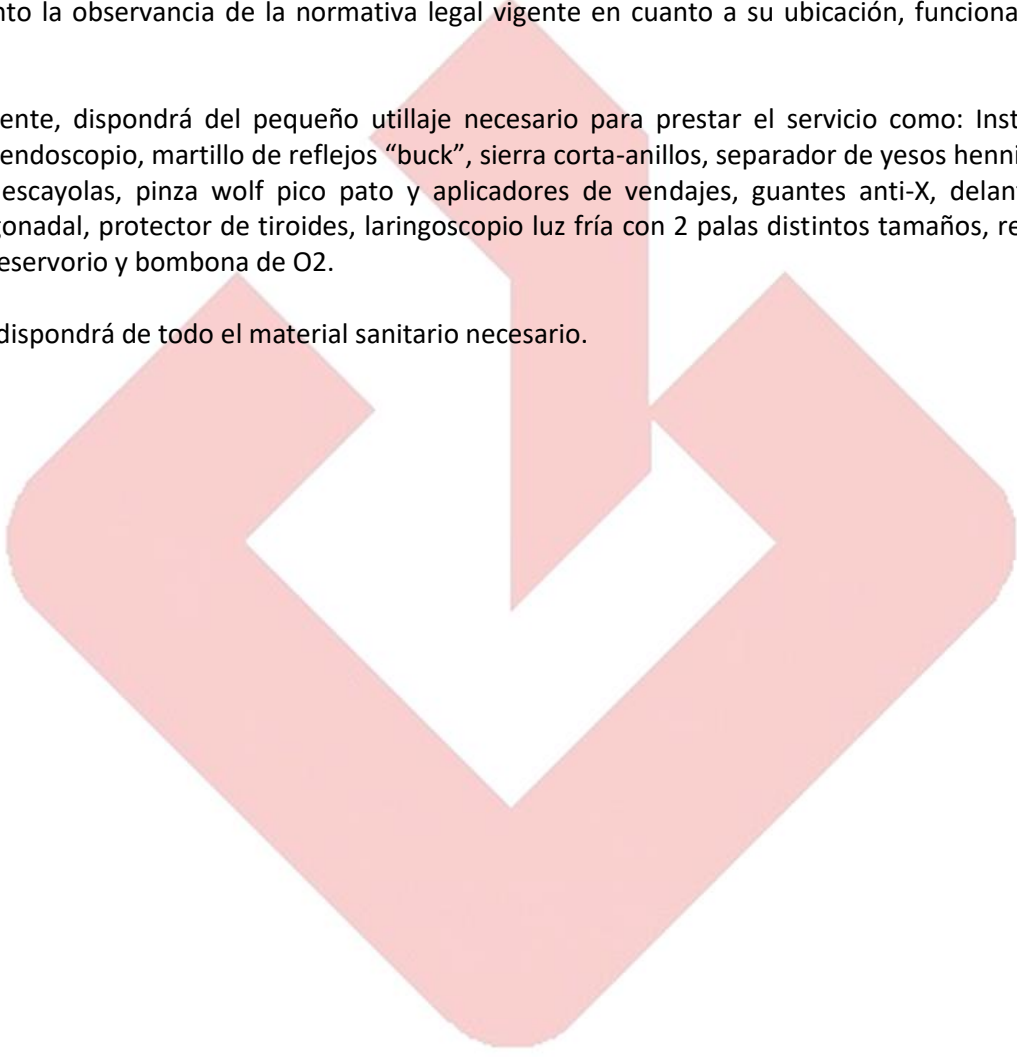 nto la observancia de la normativa legal vigente en cuanto a su ubicación, funciona
ente, dispondrá del pequeño utillaje necesario para prestar el servicio como: Inst
endoscopio, martillo de reflejos “buck”, sierra corta-anillos, separador de yesos henni
escayolas, pinza wolf pico pato y aplicadores de vendajes, guantes anti-X, delant
gonadal, protector de tiroides, laringoscopio luz fría con 2 palas distintos tamaños, re
eservorio y bombona de O2.
dispondrá de todo el material sanitario necesario.